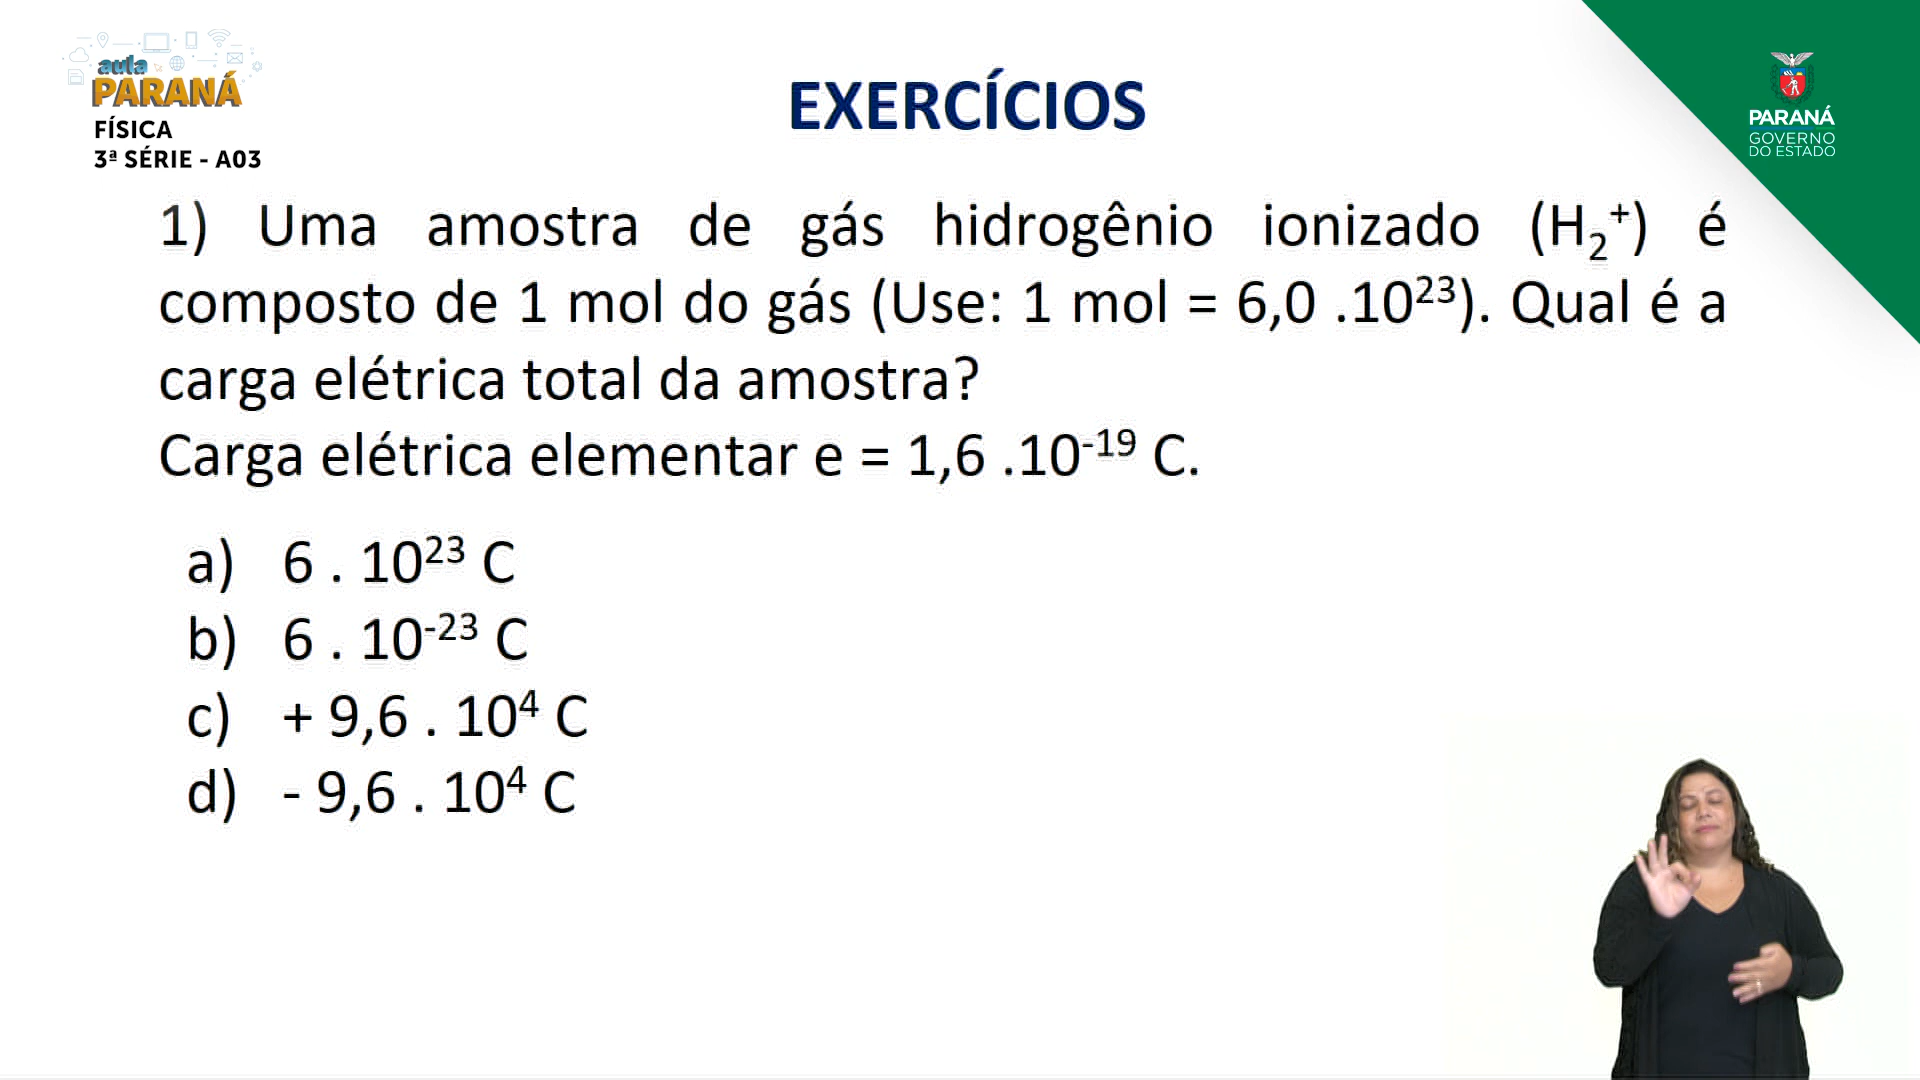 aula
PARANÁ
FÍSICA
3ª SÉRIE - A03
EXERCÍCIOS
PARANÁ
GOVERNO
DO ESTADO
1) Uma amostra de gás hidrogênio ionizado (H₂⁺) é
composto de 1 mol do gás (Use: 1 mol = 6,0 .10²³). Qual é a
carga elétrica total da amostra?
Carga elétrica elementar e = 1,6 .10⁻¹⁹ C.
a) 6 . 10²³ C
b) 6 . 10⁻²³ C
c) + 9,6 . 10⁴ C
d) - 9,6 . 10⁴ C